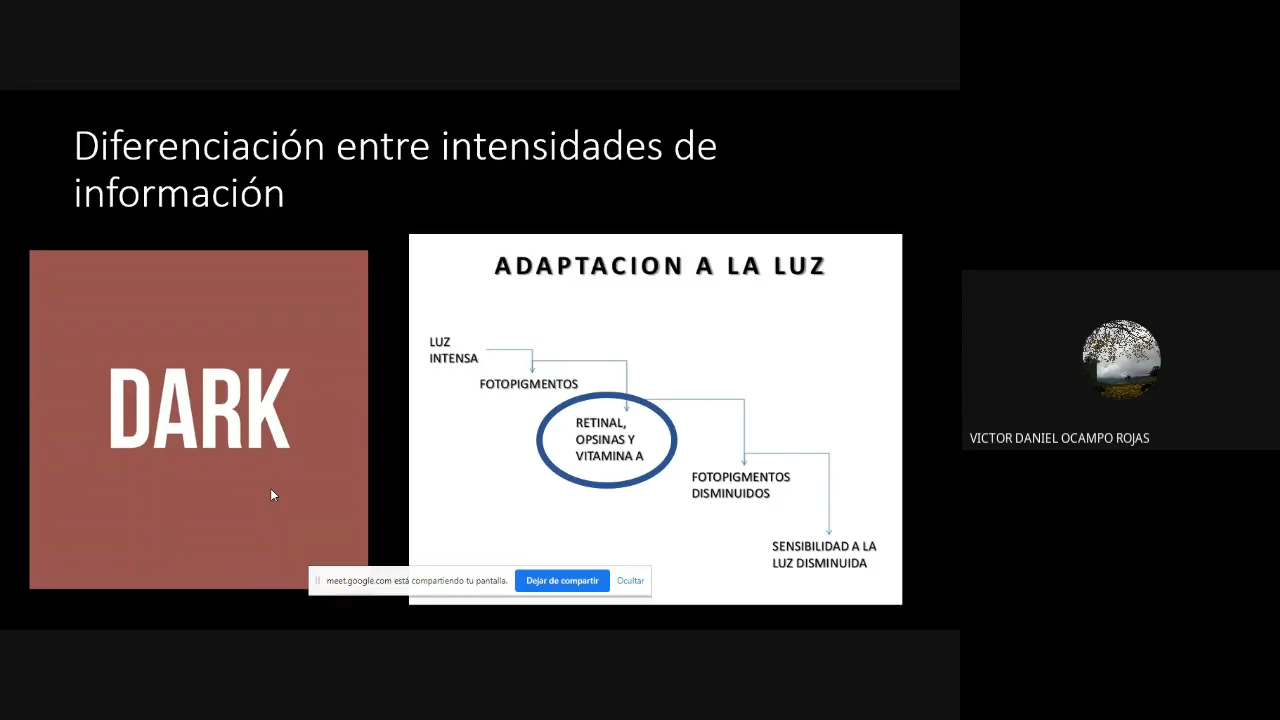 Diferenciación entre intensidades de
información
DARK
ADAPTACION A LA LUZ
LUZ
INTENSA
FOTOPIGMENTOS
RETINAL,
OPSINAS Y
VITAMINA A
FOTOPIGMENTOS
DISMINUIDOS
SENSIBILIDAD A LA
LUZ DISMINUIDA
meet.google.com está compartiendo tu pantalla.
Dejar de compartir
Ocultar
VICTOR DANIEL OCAMPO ROJAS